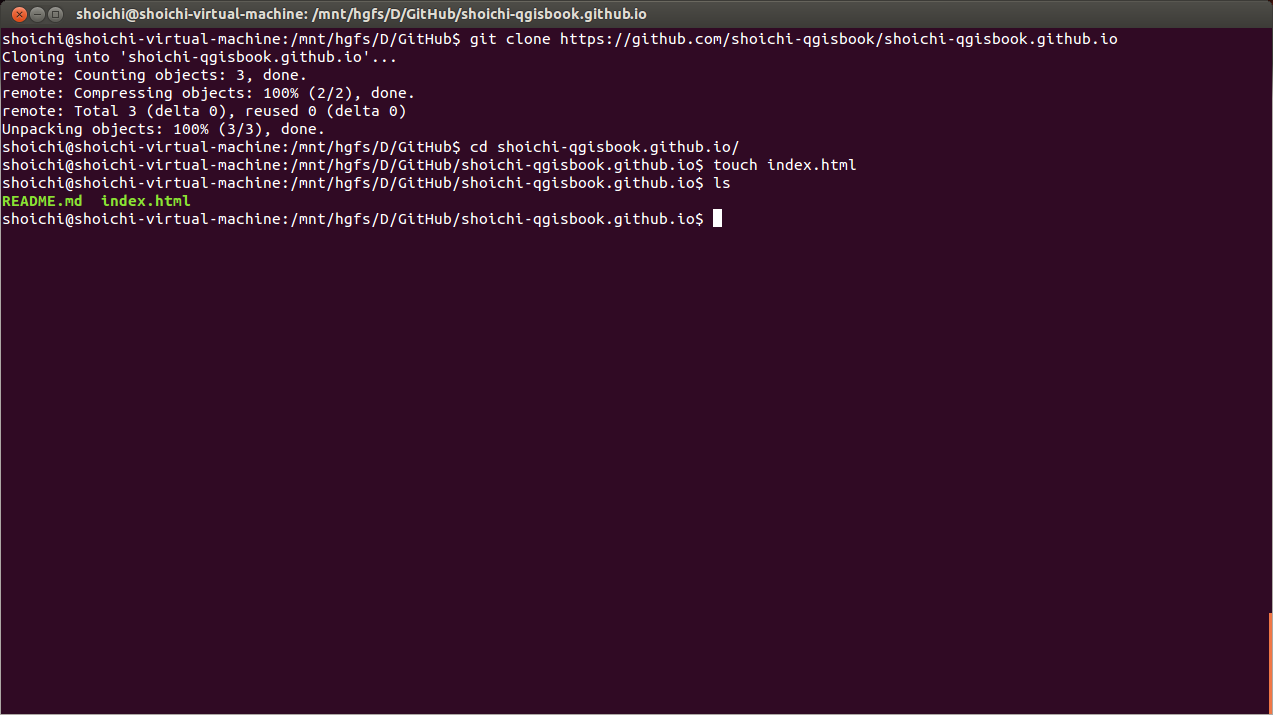 shoichi@shoichi-virtual-machine: /mnt/hgfs/D/GitHub/shoichi-qgisbook.github.io
shoichi@shoichi-virtual-machine:/mnt/hgfs/D/GitHub$ git clone https://github.com/shoichi-qgisbook/shoichi-qgisbook.github.io
Cloning into 'shoichi-qgisbook.github.io'...
remote: Counting objects: 3, done.
remote: Compressing objects: 100% (2/2), done.
remote: Total 3 (delta 0), reused 0 (delta 0)
Unpacking objects: 100% (3/3), done.
shoichi@shoichi-virtual-machine:/mnt/hgfs/D/GitHub$ cd shoichi-qgisbook.github.io/
shoichi@shoichi-virtual-machine:/mnt/hgfs/D/GitHub/shoichi-qgisbook.github.io$ touch index.html
shoichi@shoichi-virtual-machine:/mnt/hgfs/D/GitHub/shoichi-qgisbook.github.io$ ls
README.md  index.html
shoichi@shoichi-virtual-machine:/mnt/hgfs/D/GitHub/shoichi-qgisbook.github.io$